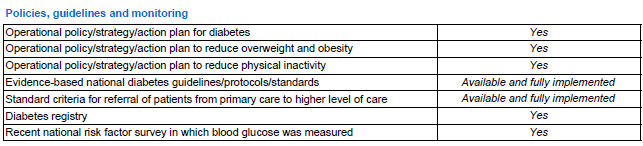 Policies, guidelines and monitoring
Operational policy/strategy/action plan for diabetes Yes
Operational policy/strategy/action plan to reduce overweight and obesity Yes
Operational policy/strategy/action plan to reduce physical inactivity Yes
Evidence-based national diabetes guidelines/protocols/standards Available and fully implemented
Standard criteria for referral of patients from primary care to higher level of care Available and fully implemented
Diabetes registry Yes
Recent national risk factor survey in which blood glucose was measured Yes